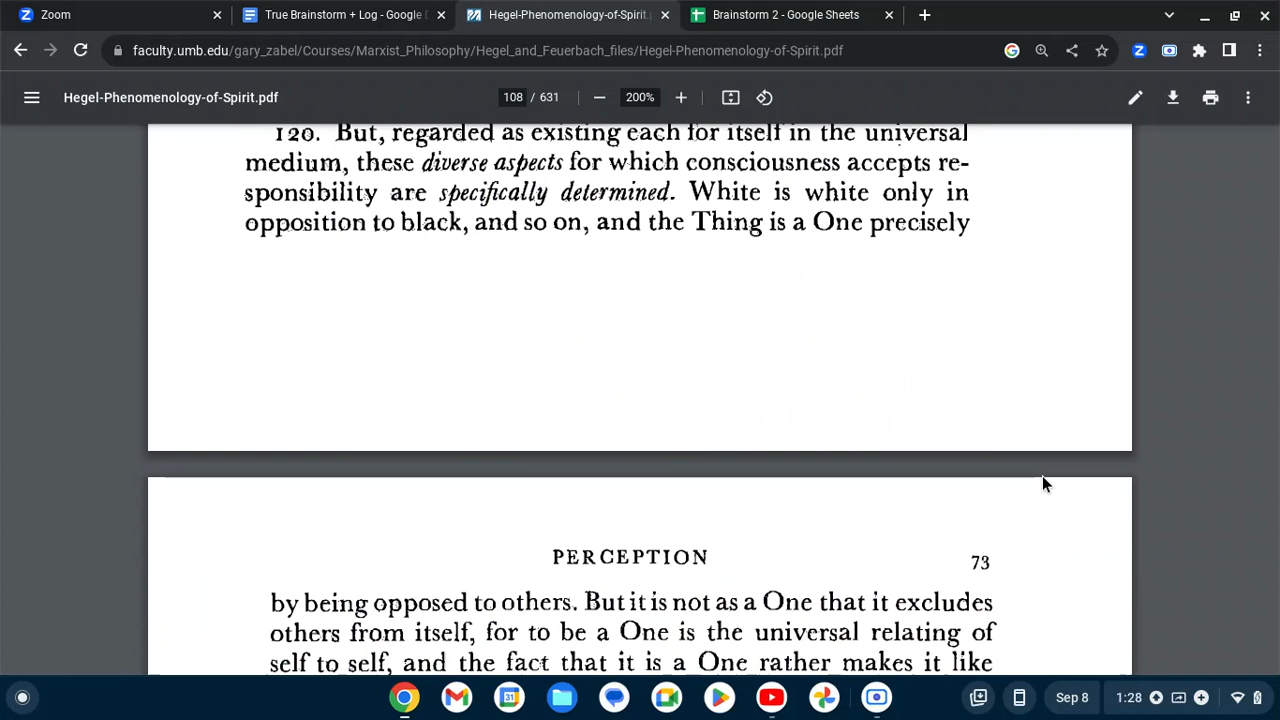 Zoom
True Brainstorm + Log - Google D
Hegel-Phenomenology-of-Spirit.p
Brainstorm 2 - Google Sheets
faculty.umb.edu/gary_zabel/Courses/Marxist_Philosophy/Hegel_and_Feuerbach_files/Hegel-Phenomenology-of-Spirit.pdf
Hegel-Phenomenology-of-Spirit.pdf
108 / 631
200%
120. But, regarded as existing each for itself in the universal
medium, these diverse aspects for which consciousness accepts re-
sponsibility are specifically determined. White is white only in
opposition to black, and so on, and the Thing is a One precisely
PERCEPTION
73
by being opposed to others. But it is not as a One that it excludes
others from itself, for to be a One is the universal relating of
self to self, and the fact that it is a One rather makes it like
31
Sep 8
1:28